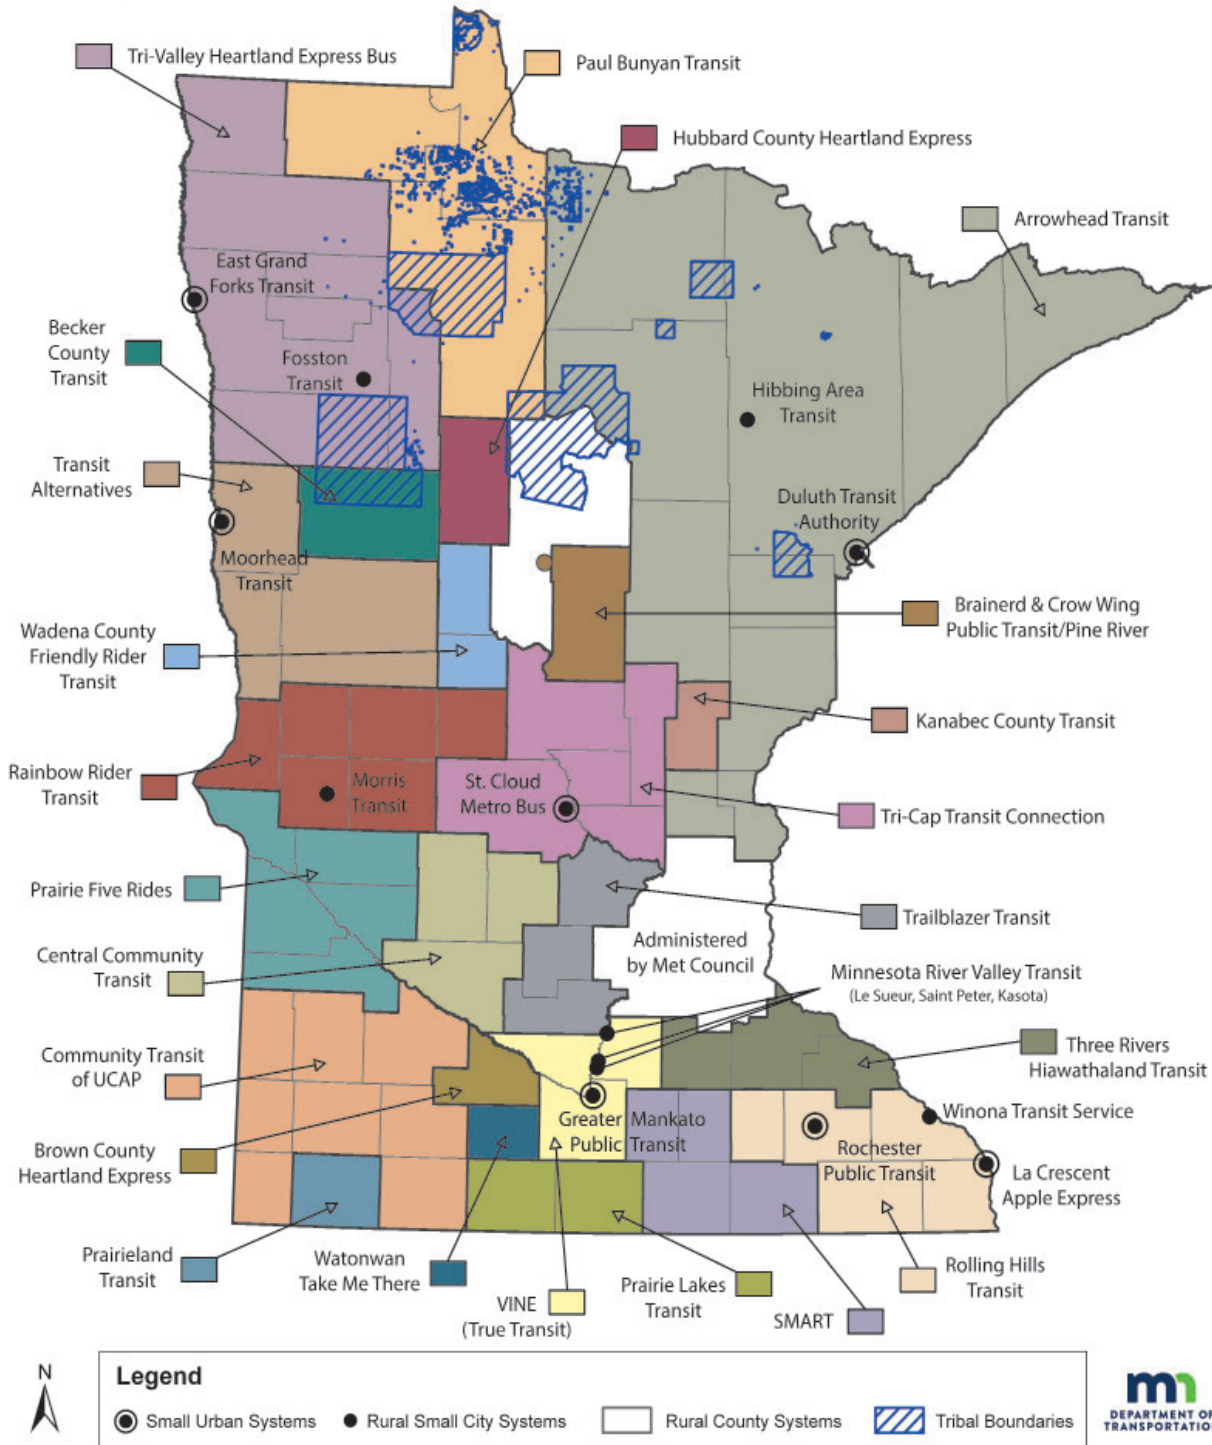 Tri-Valley Heartland Express Bus
Paul Bunyan Transit
Hubbard County Heartland Express
Arrowhead Transit
East Grand
Forks Transit
Becker
County
Transit
Fosston
Transit
Hibbing Area
Transit
Transit
Alternatives
Duluth Transit
Authority
Moorhead
Transit
Brainerd & Crow Wing
Public Transit/Pine River
Wadena County
Friendly Rider
Transit
Kanabec County Transit
Rainbow Rider
Transit
Morris
Transit
St. Cloud
Metro Bus
Tri-Cap Transit Connection
Prairie Five Rides
Trailblazer Transit
Central Community
Transit
Administered
by Met Council
Minnesota River Valley Transit
(Le Sueur, Saint Peter, Kasota)
Community Transit
of UCAP
Three Rivers
Hiawathaland Transit
Greater Mankato
Public Transit
Winona Transit Service
Brown County
Heartland Express
Rochester
Public Transit
La Crescent
Apple Express
Prairieland
Transit
Watonwan
Take Me There
VINE
(True Transit)
Prairie Lakes
Transit
SMART
Rolling Hills
Transit
N
Legend
Small Urban Systems
Rural Small City Systems
Rural County Systems
Tribal Boundaries
mn
DEPARTMENT OF
TRANSPORTATION